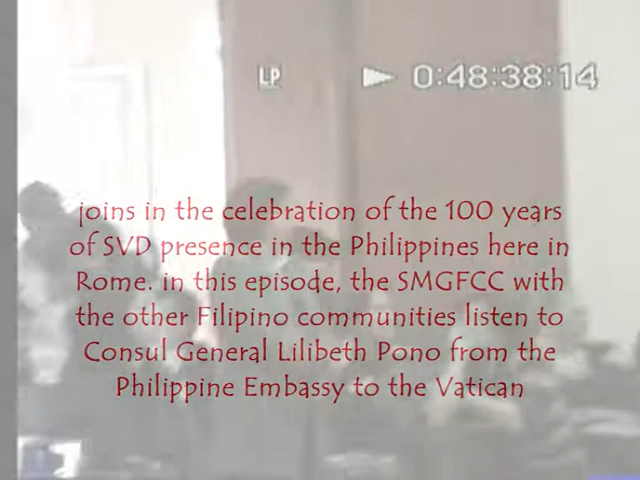 LP ▶ 0:48:38:14
joins in the celebration of the 100 years
of SVD presence in the Philippines here in
Rome. in this episode, the SMGFCC with
the other Filipino communities listen to
Consul General Lilibeth Pono from the
Philippine Embassy to the Vatican